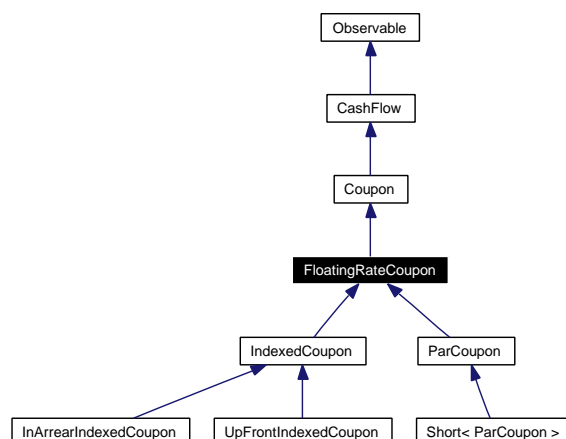 Observable
CashFlow
Coupon
FloatingRateCoupon
IndexedCoupon
ParCoupon
InArrearIndexedCoupon
UpFrontIndexedCoupon
Short< ParCoupon >